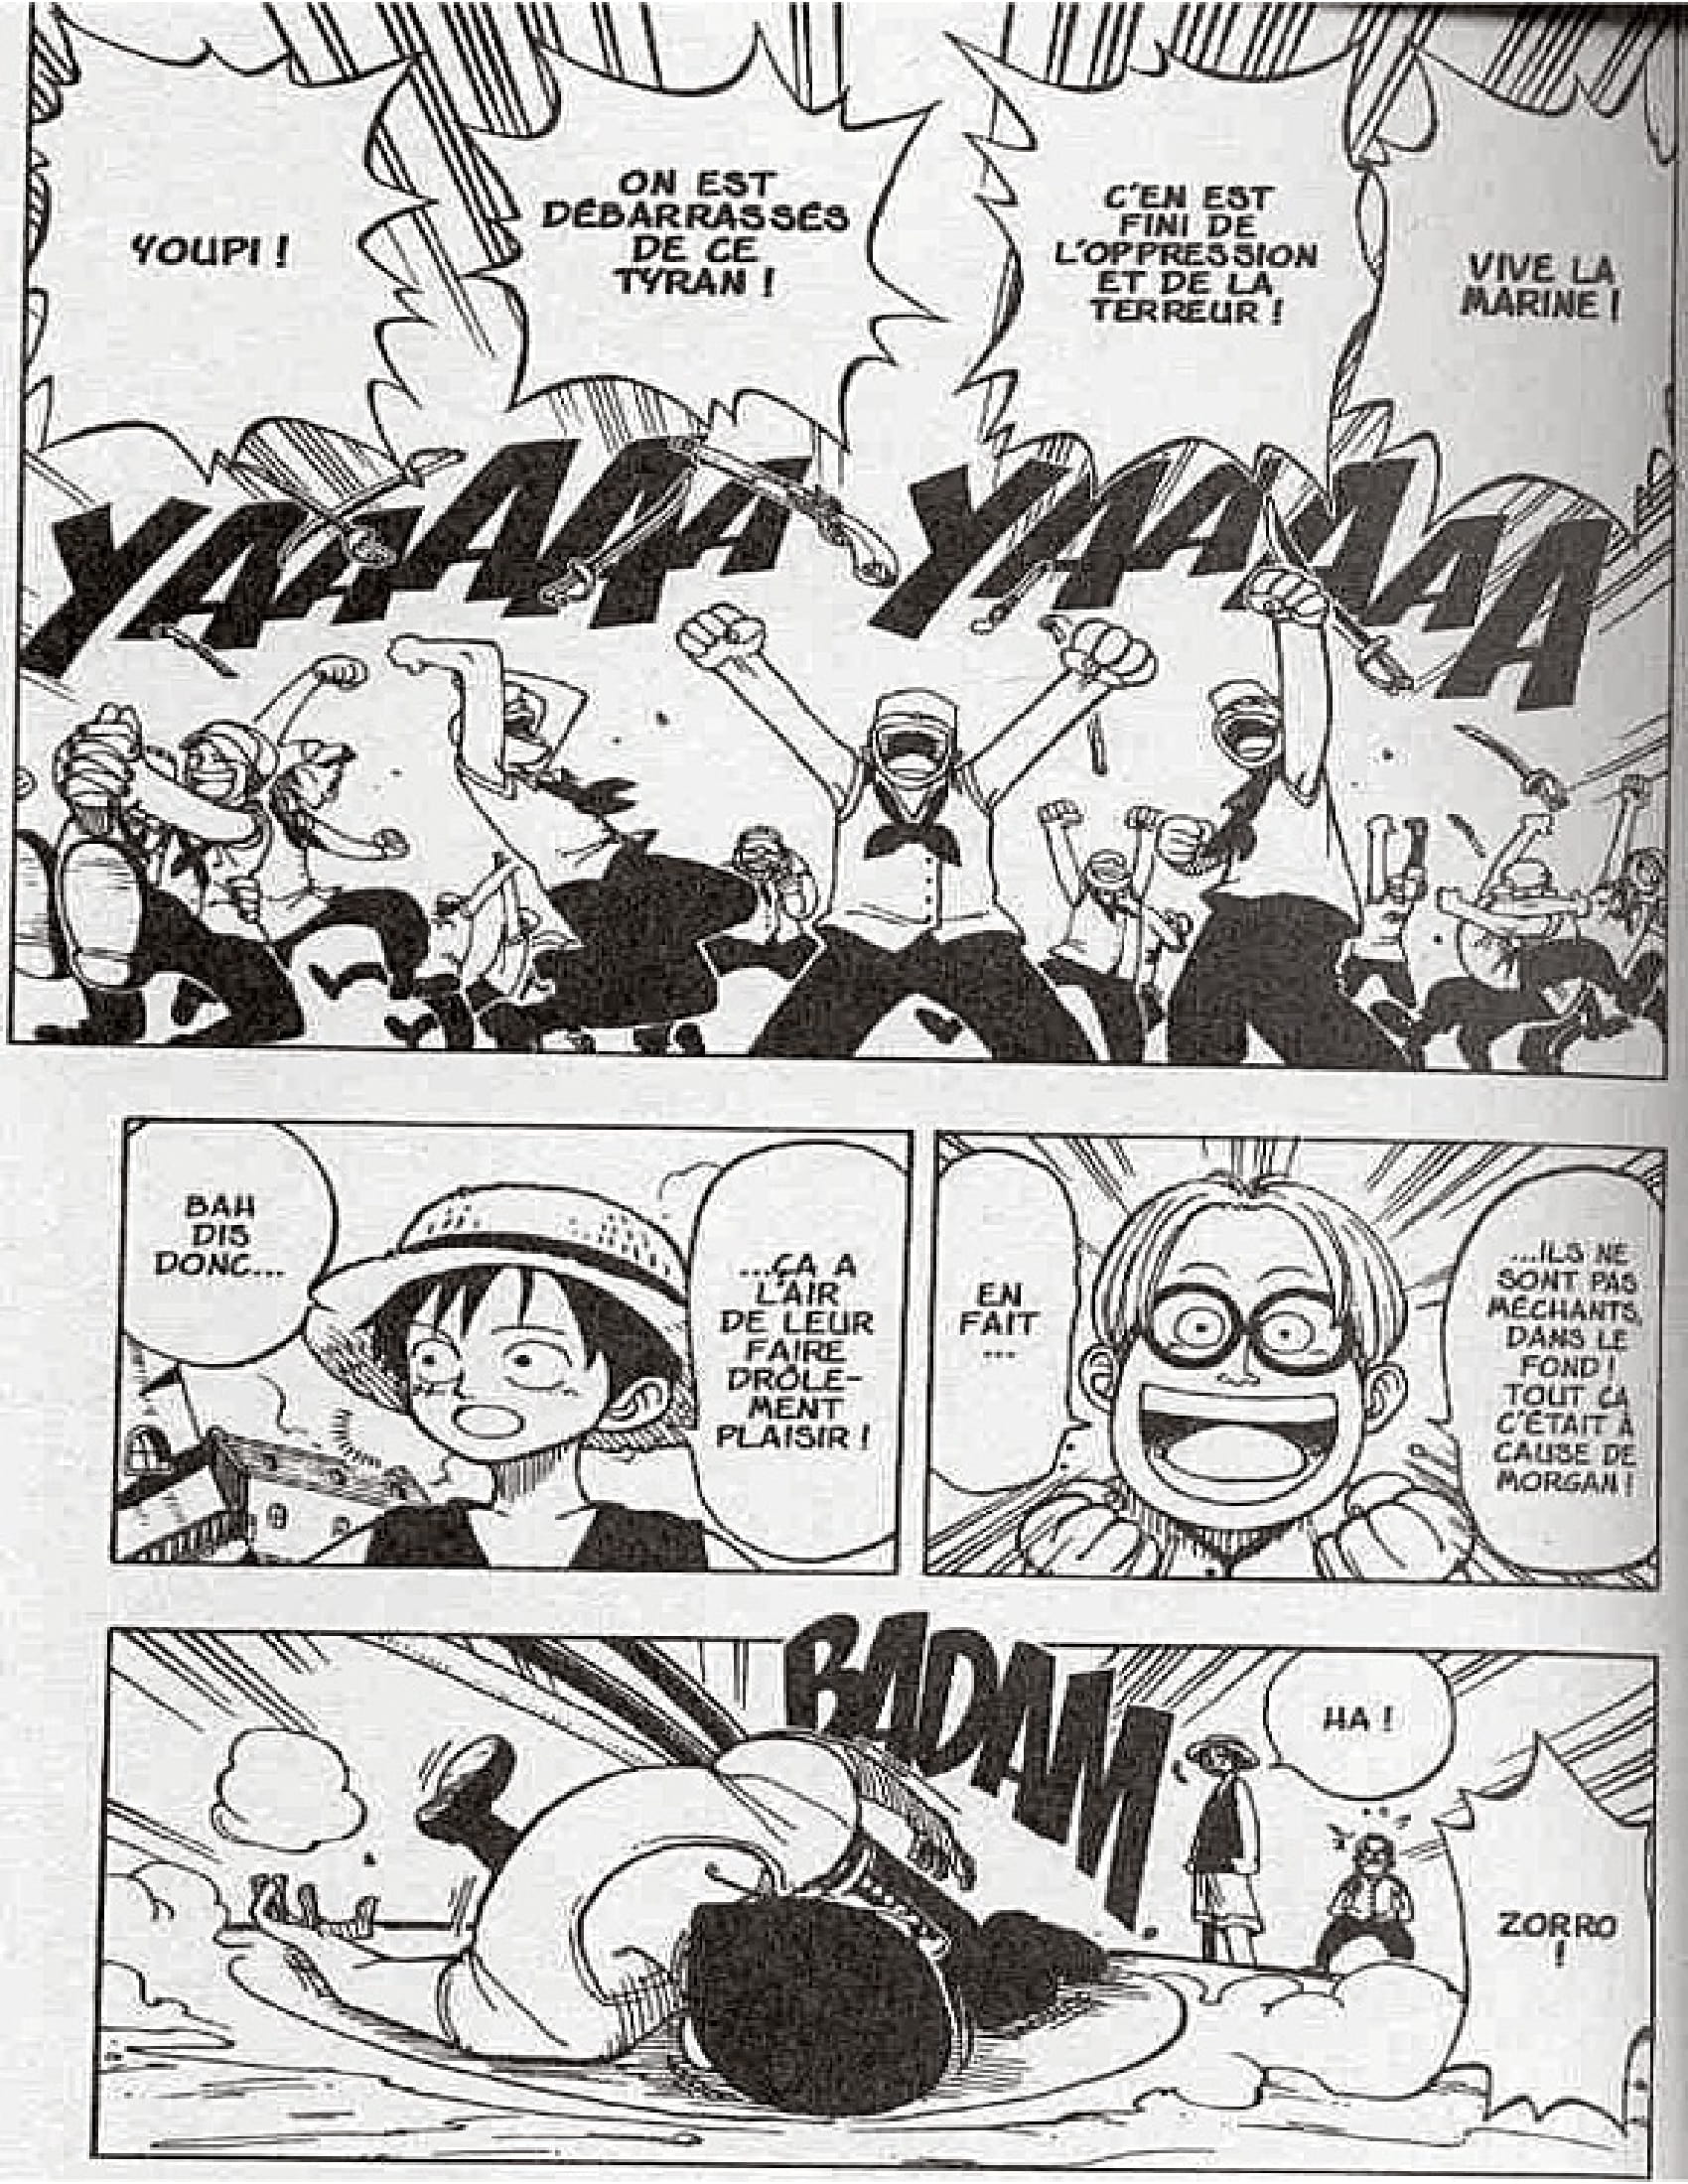 YOUPI !
ON EST
DÉBARRASSÉS
DE CE
TYRAN !
C'EN EST
FINI DE
L'OPPRESSION
ET DE LA
TERREUR !
VIVE LA
MARINE !
YAAAAAAA
YAAAAAA
BAH
DIS
DONC...
...ÇA A
L'AIR
DE LEUR
FAIRE
DRÔLE-
MENT
PLAISIR !
EN
FAIT
...
...ILS NE
SONT PAS
MÉCHANTS,
DANS LE
FOND !
TOUT ÇA
C'ÉTAIT À
CAUSE DE
MORGAN !
BADAM
HA !
ZORRO
!